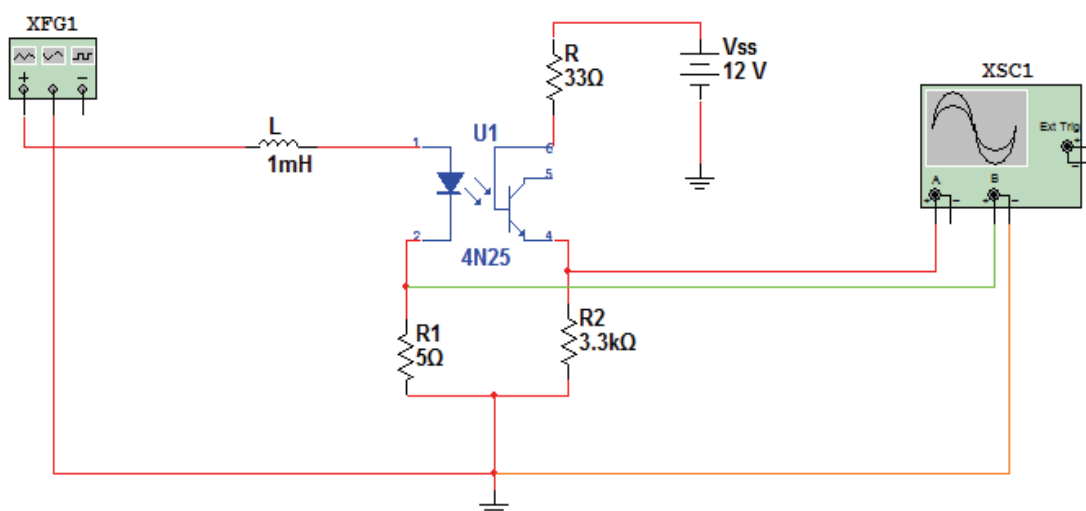 XFG1
+
−
L
1mH
1
2
U1
4N25
6
5
4
R
33Ω
Vss
12 V
R1
5Ω
R2
3.3kΩ
XSC1
Ext Trig
+
−
A
B
+
−
+
−